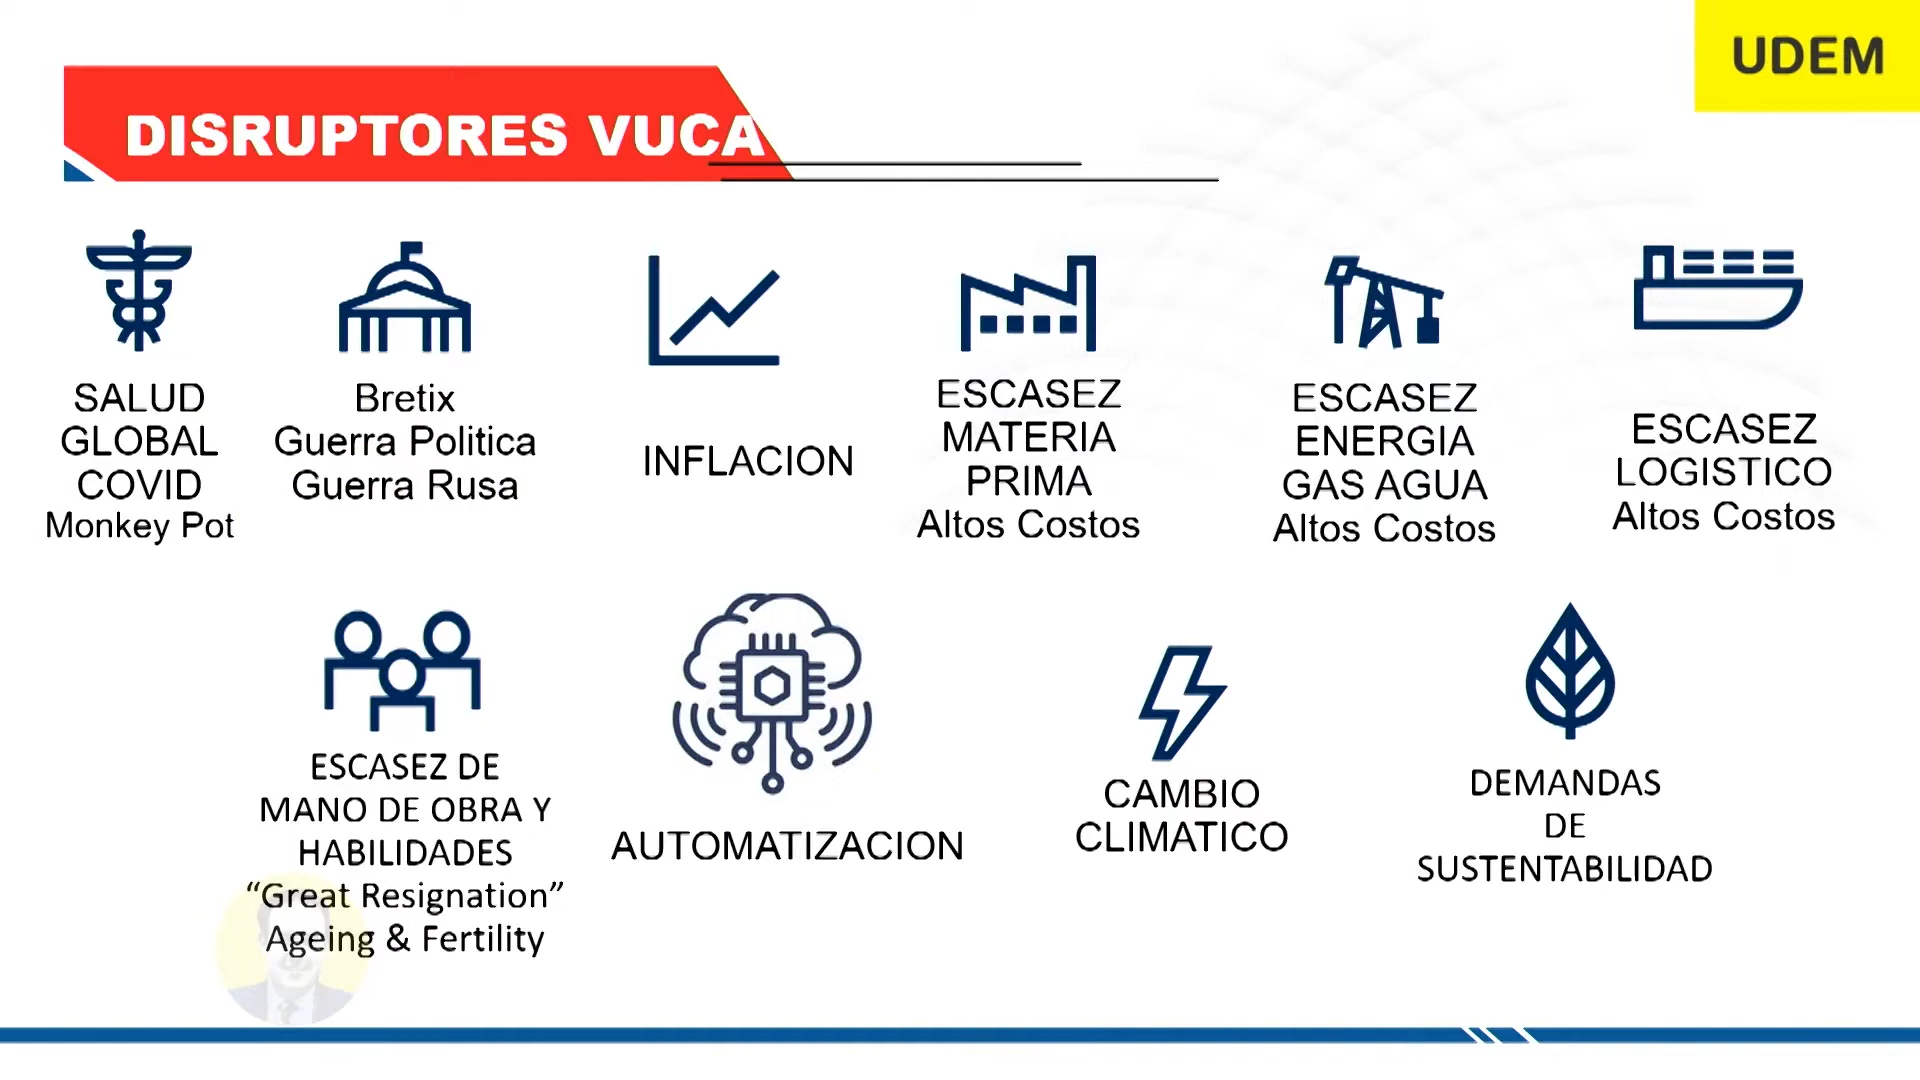 UDEM
DISRUPTORES VUCA
SALUD
GLOBAL
COVID
Monkey Pot
Bretix
Guerra Politica
Guerra Rusa
INFLACION
ESCASEZ
MATERIA
PRIMA
Altos Costos
ESCASEZ
ENERGIA
GAS AGUA
Altos Costos
ESCASEZ
LOGISTICO
Altos Costos
ESCASEZ DE
MANO DE OBRA Y
HABILIDADES
“Great Resignation”
Ageing & Fertility
AUTOMATIZACION
CAMBIO
CLIMATICO
DEMANDAS
DE
SUSTENTABILIDAD